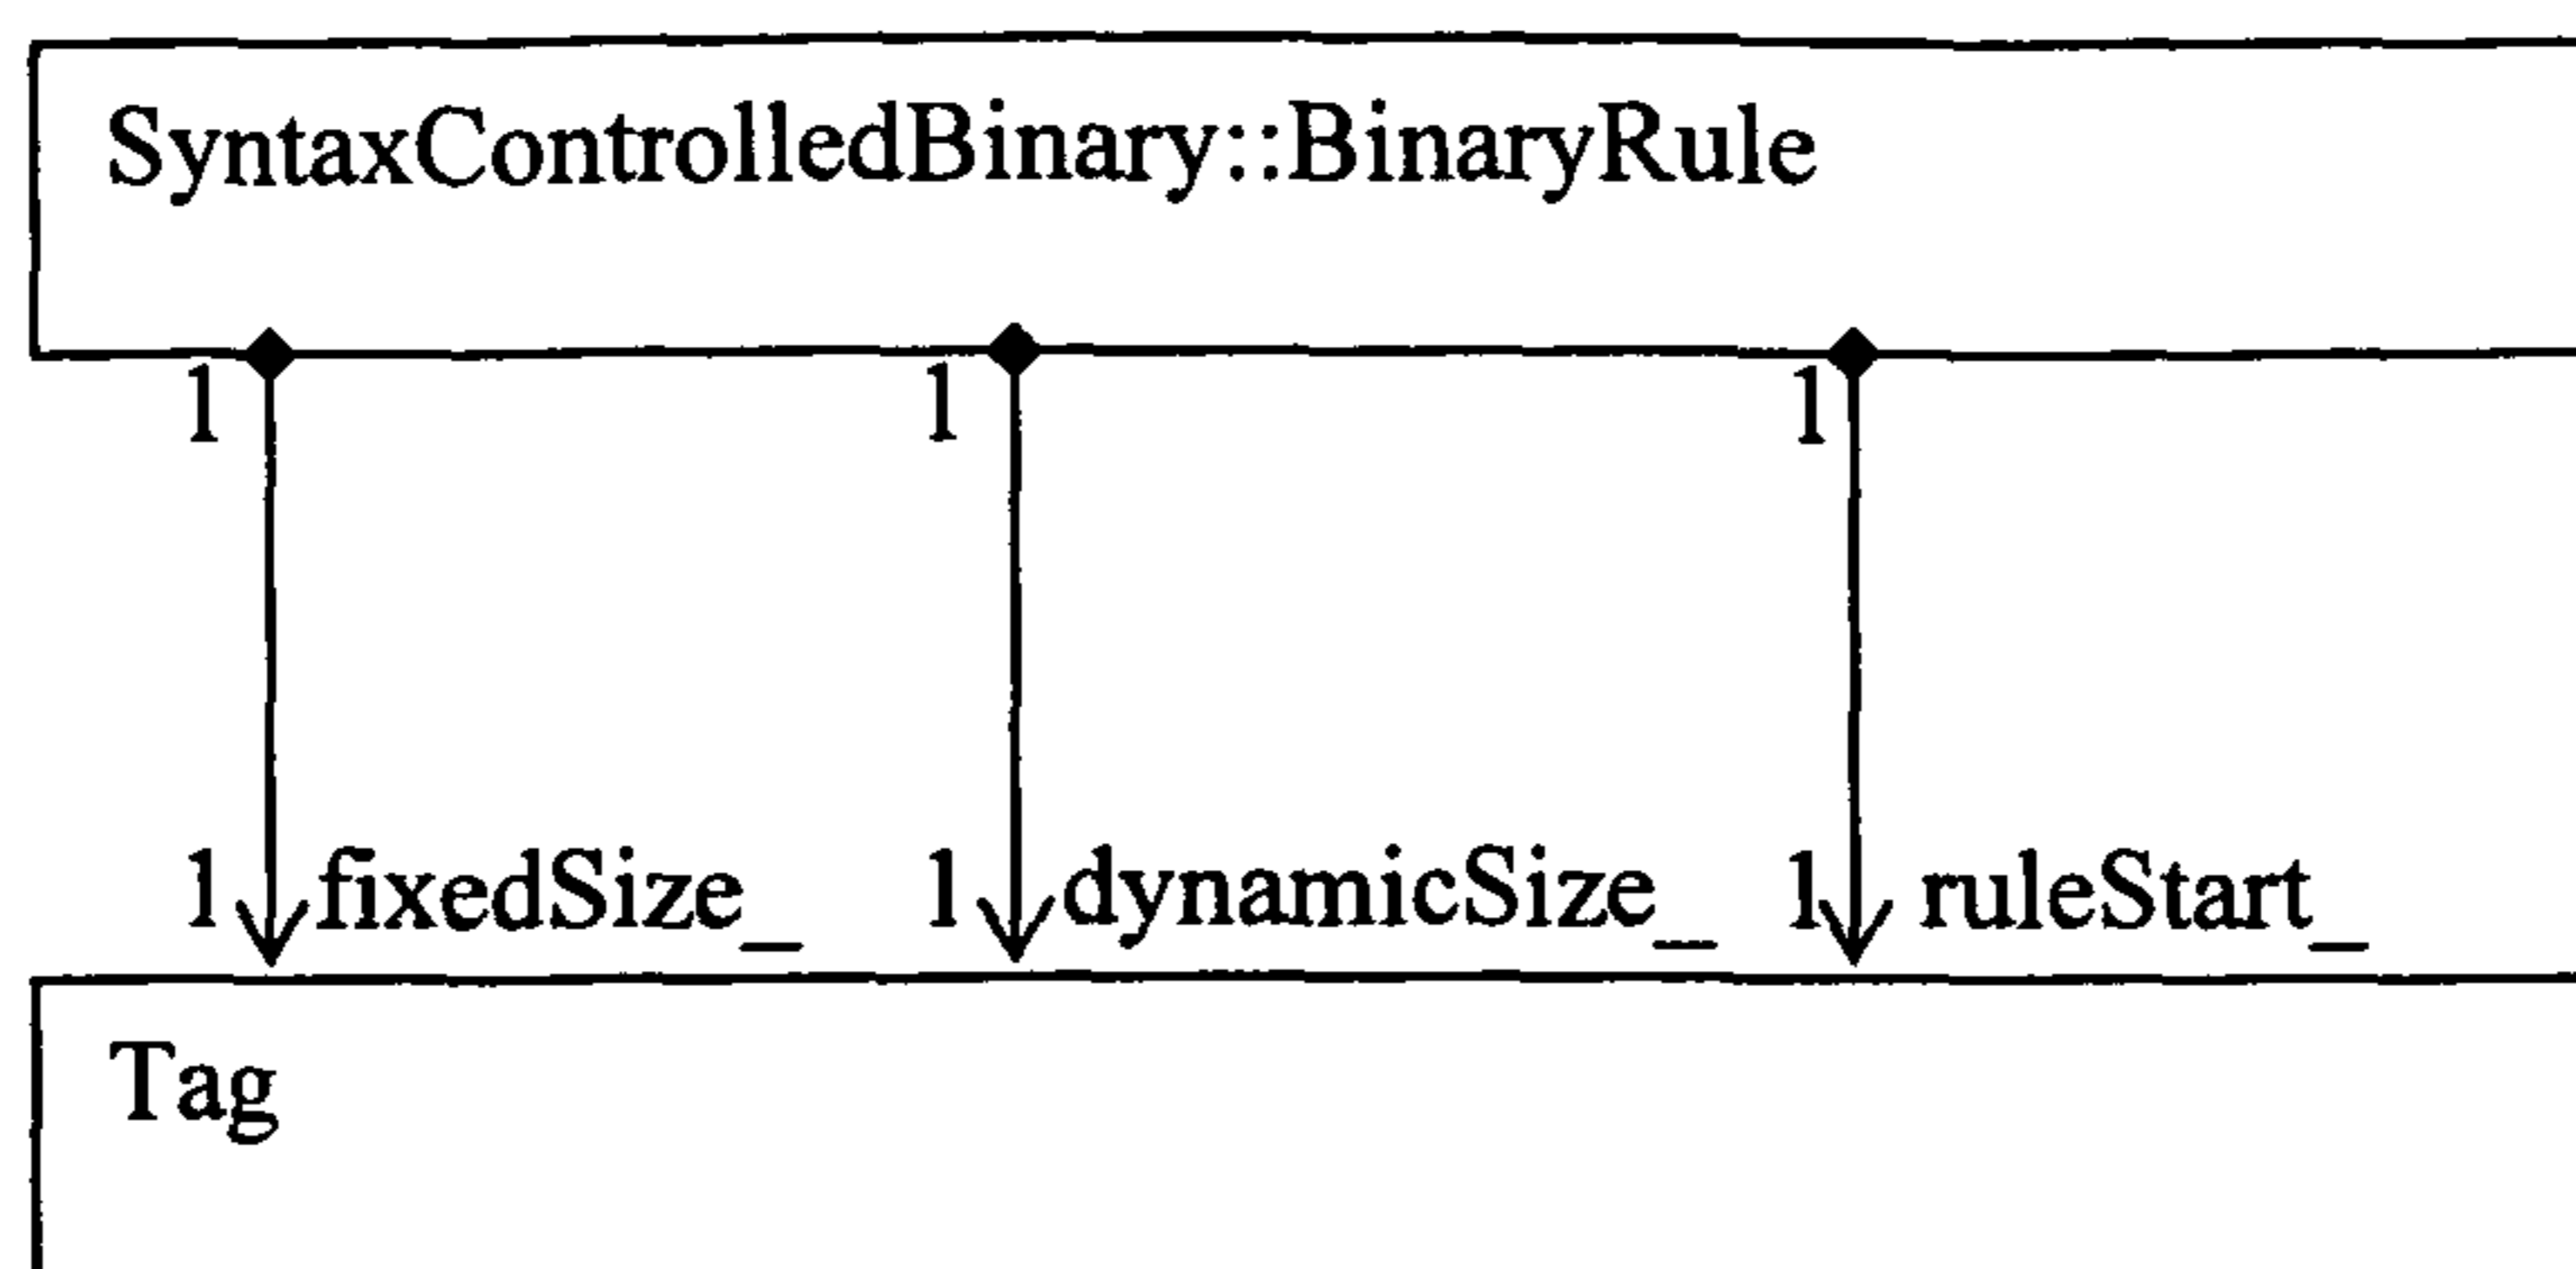 SyntaxControlledBinary::BinaryRule
1 1 1
1 fixedSize_ 1 dynamicSize_ 1 ruleStart_
Tag